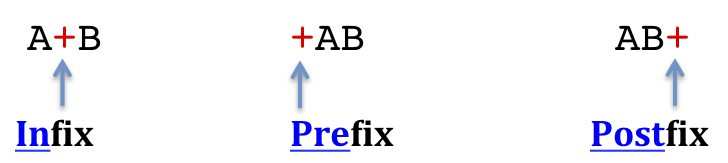 A+B +AB AB+
Infix Prefix Postfix